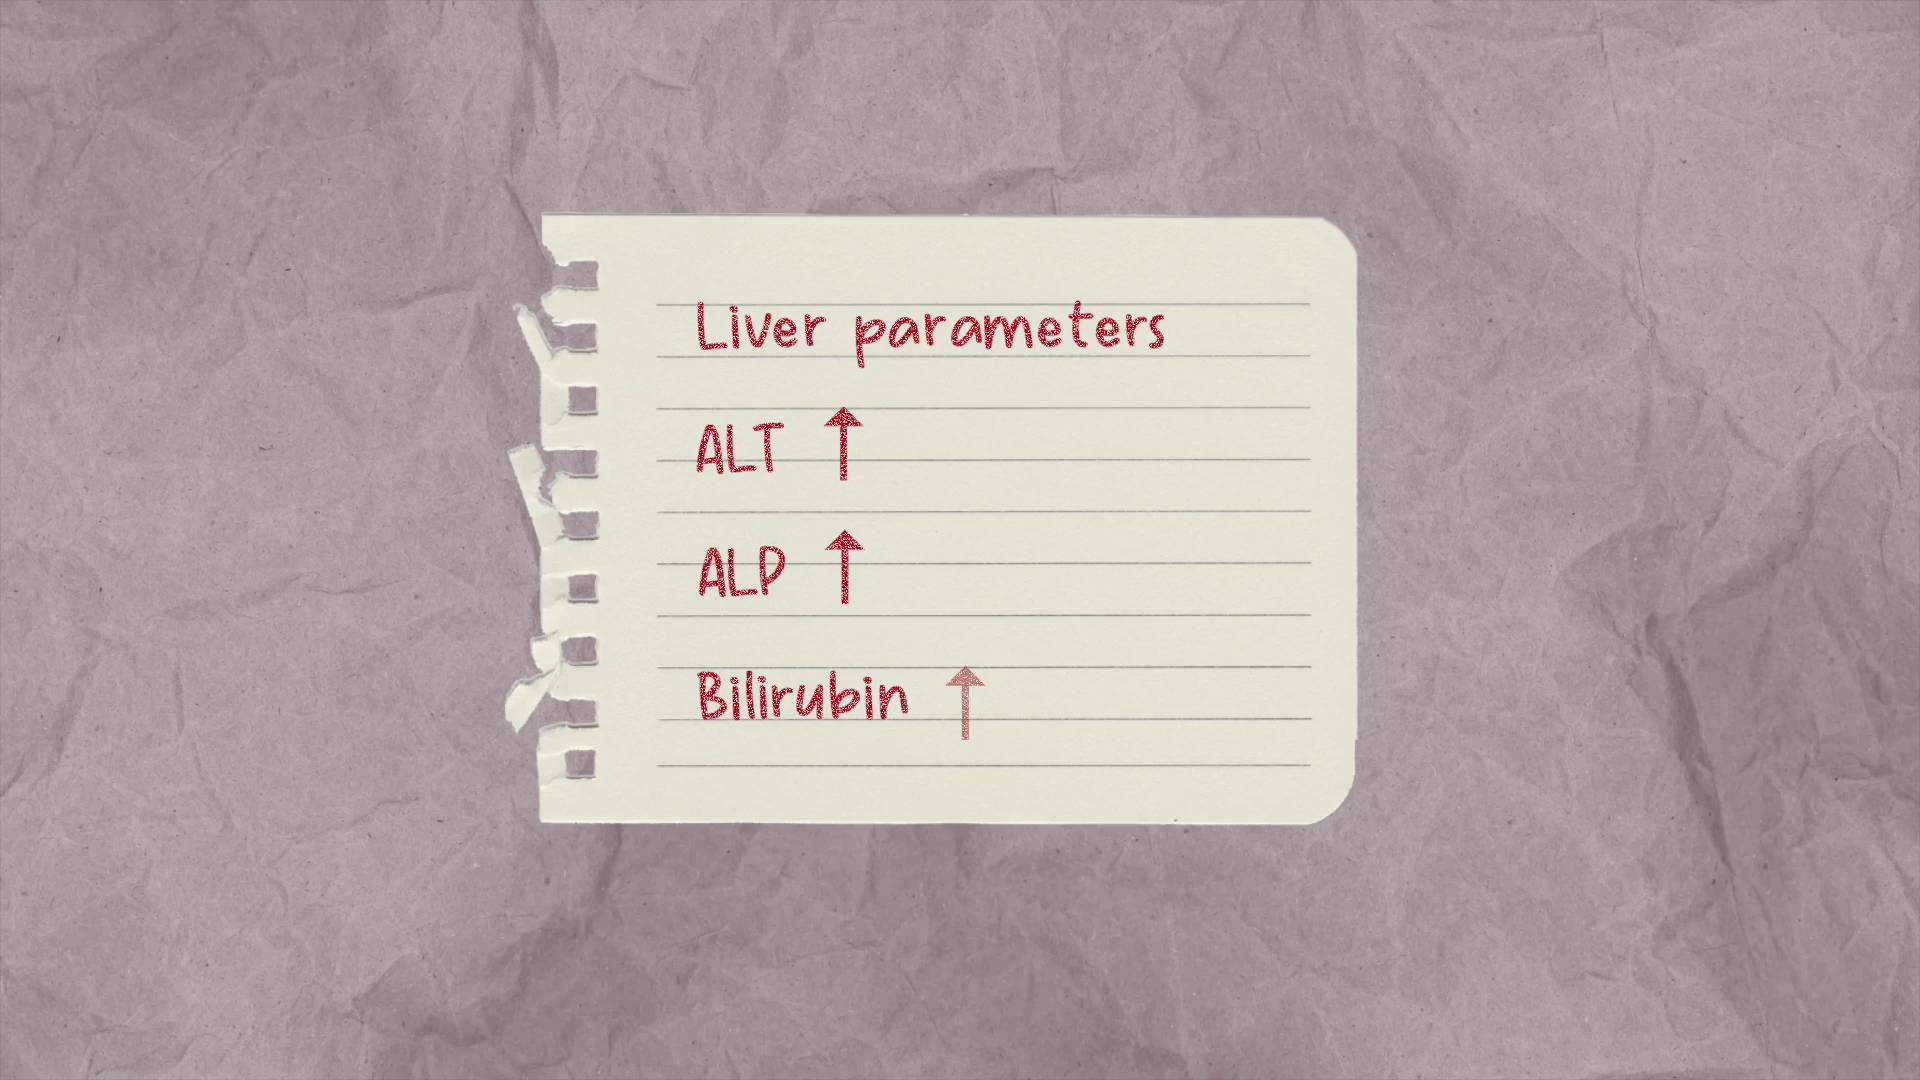 Liver parameters
ALT ↑
ALP ↑
Bilirubin ↑